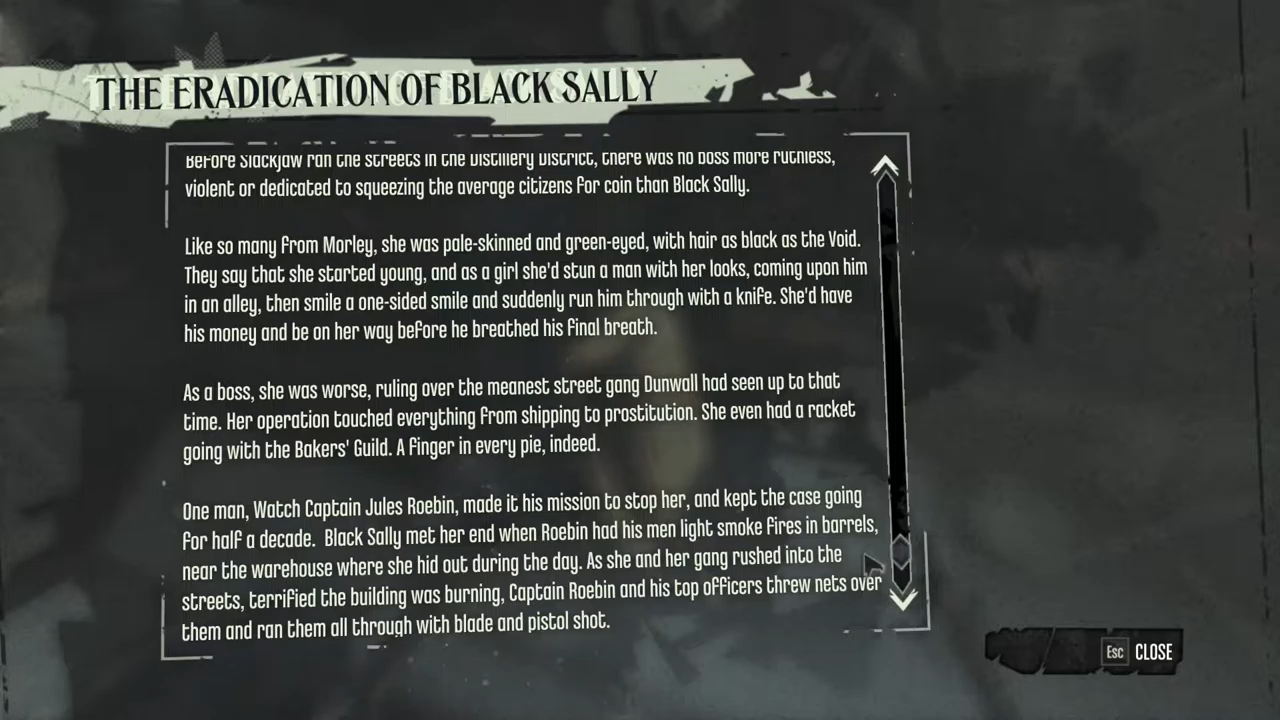 THE ERADICATION OF BLACK SALLY
Before Slackjaw ran the streets in the Distillery District, there was no boss more ruthless,
violent or dedicated to squeezing the average citizens for coin than Black Sally.
Like so many from Morley, she was pale-skinned and green-eyed, with hair as black as the Void.
They say that she started young, and as a girl she'd stun a man with her looks, coming upon him
in an alley, then smile a one-sided smile and suddenly run him through with a knife. She'd have
his money and be on her way before he breathed his final breath.
As a boss, she was worse, ruling over the meanest street gang Dunwall had seen up to that
time. Her operation touched everything from shipping to prostitution. She even had a racket
going with the Bakers' Guild. A finger in every pie, indeed.
One man, Watch Captain Jules Roebin, made it his mission to stop her, and kept the case going
for half a decade.  Black Sally met her end when Roebin had his men light smoke fires in barrels,
near the warehouse where she hid out during the day. As she and her gang rushed into the
streets, terrified the building was burning, Captain Roebin and his top officers threw nets over
them and ran them all through with blade and pistol shot.
Esc CLOSE